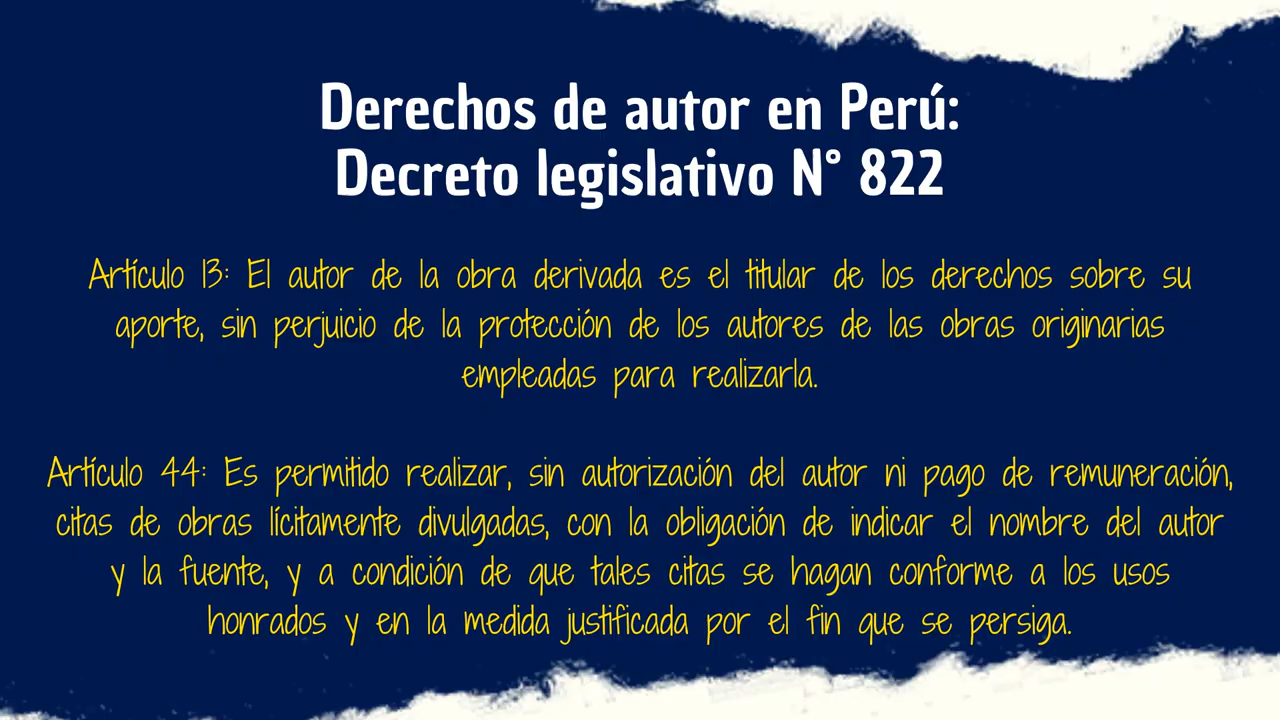 Derechos de autor en Perú:
Decreto legislativo N° 822
Artículo 13: El autor de la obra derivada es el titular de los derechos sobre su
aporte, sin perjuicio de la protección de los autores de las obras originarias
empleadas para realizarla.
Artículo 44: Es permitido realizar, sin autorización del autor ni pago de remuneración,
citas de obras lícitamente divulgadas, con la obligación de indicar el nombre del autor
y la fuente, y a condición de que tales citas se hagan conforme a los usos
honrados y en la medida justificada por el fin que se persiga.